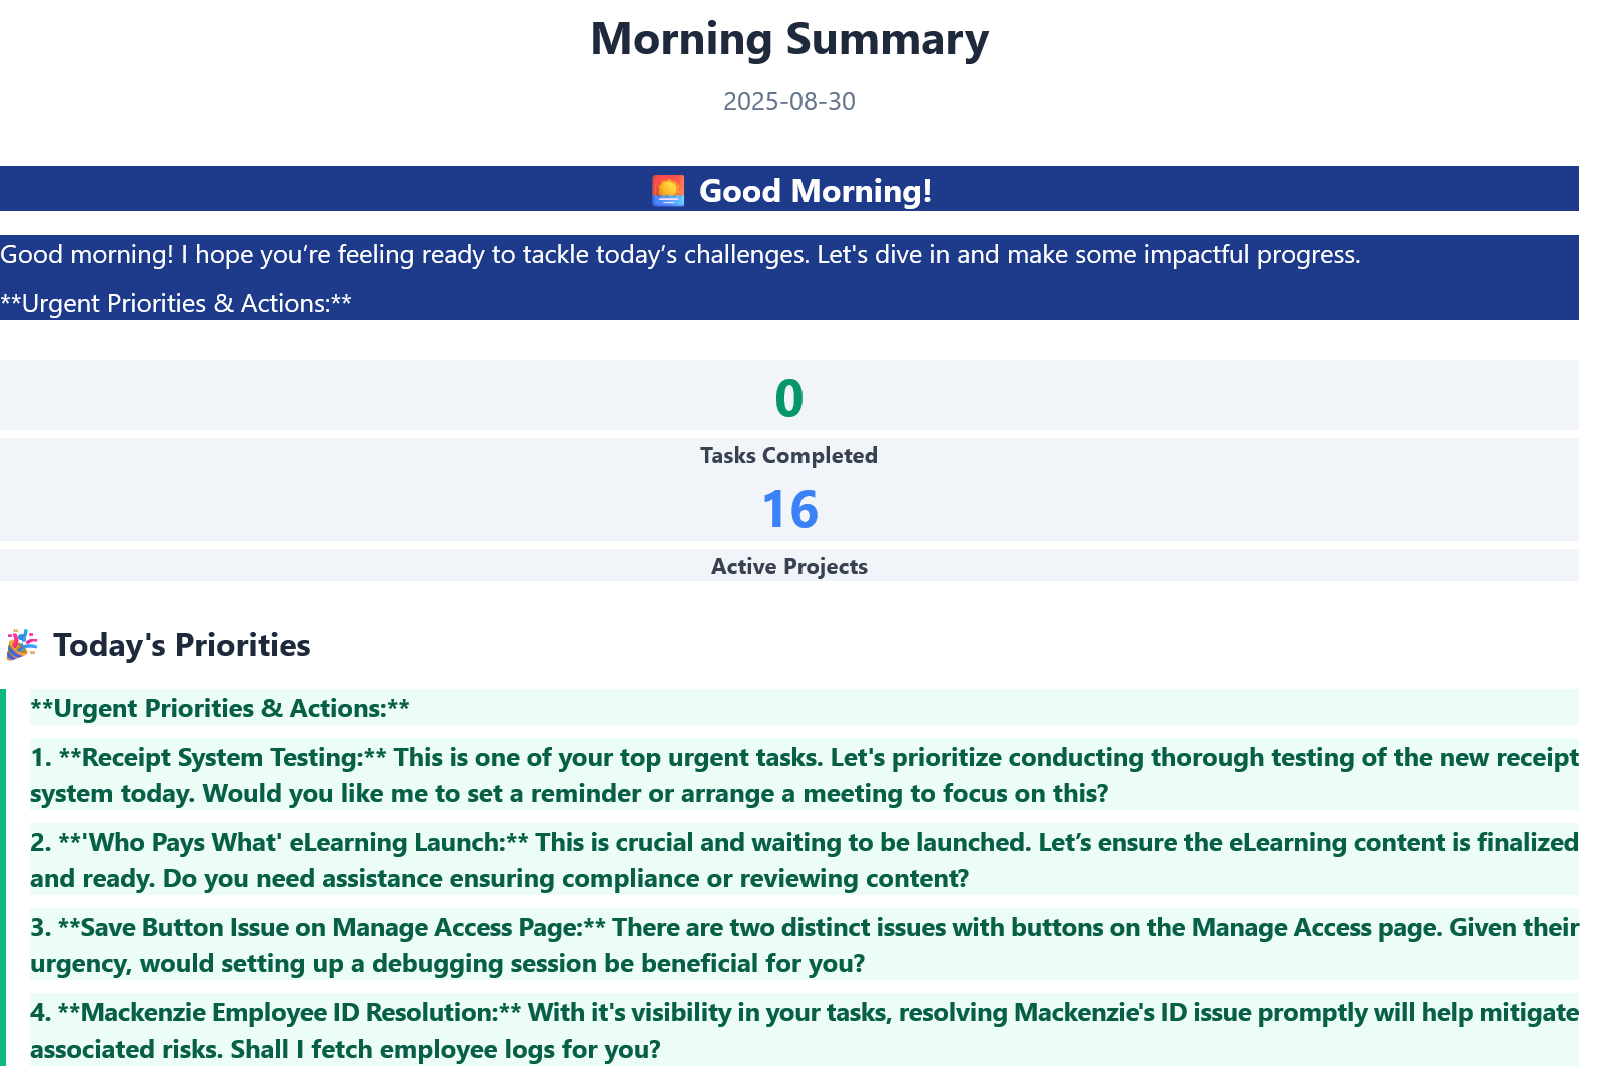 Morning Summary
2025-08-30
🌅 Good Morning!
Good morning! I hope you’re feeling ready to tackle today’s challenges. Let's dive in and make some impactful progress.
**Urgent Priorities & Actions:**
0
Tasks Completed
16
Active Projects
🎉 Today's Priorities
**Urgent Priorities & Actions:**
1. **Receipt System Testing:** This is one of your top urgent tasks. Let's prioritize conducting thorough testing of the new receipt
system today. Would you like me to set a reminder or arrange a meeting to focus on this?
2. **'Who Pays What' eLearning Launch:** This is crucial and waiting to be launched. Let’s ensure the eLearning content is finalized
and ready. Do you need assistance ensuring compliance or reviewing content?
3. **Save Button Issue on Manage Access Page:** There are two distinct issues with buttons on the Manage Access page. Given their
urgency, would setting up a debugging session be beneficial for you?
4. **Mackenzie Employee ID Resolution:** With it's visibility in your tasks, resolving Mackenzie's ID issue promptly will help mitigate
associated risks. Shall I fetch employee logs for you?